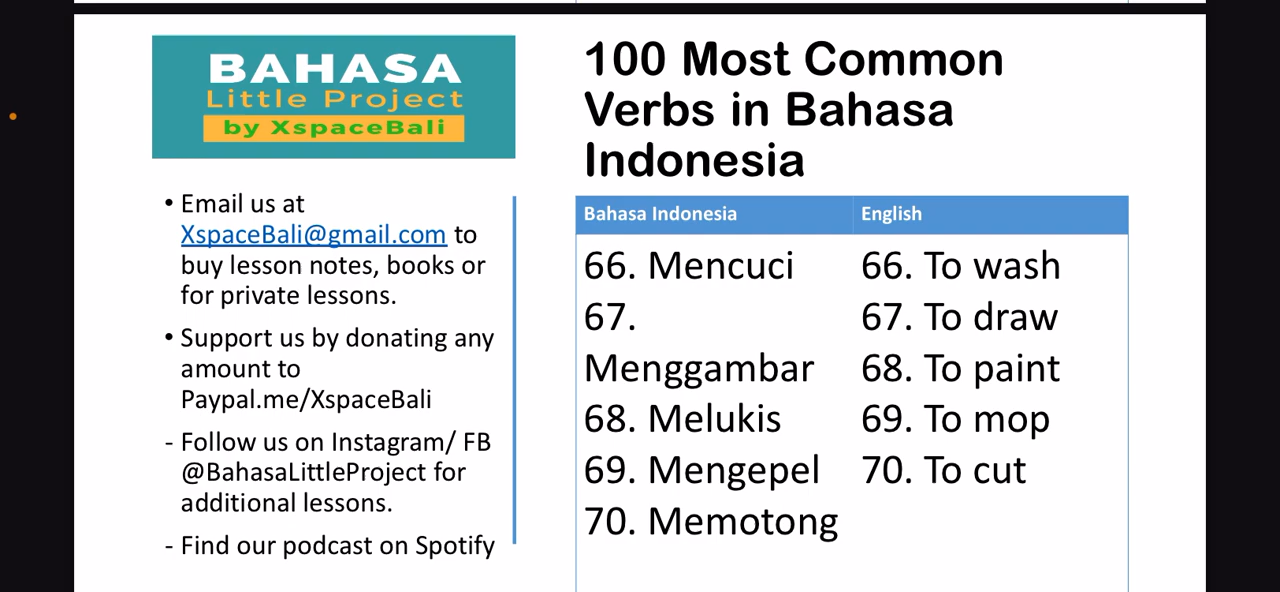 BAHASA
Little Project
by XspaceBali
• Email us at
XspaceBali@gmail.com to
buy lesson notes, books or
for private lessons.
• Support us by donating any
amount to
Paypal.me/XspaceBali
- Follow us on Instagram/ FB
@BahasaLittleProject for
additional lessons.
- Find our podcast on Spotify
100 Most Common
Verbs in Bahasa
Indonesia
Bahasa Indonesia
66. Mencuci
67.
Menggambar
68. Melukis
69. Mengepel
70. Memotong
English
66. To wash
67. To draw
68. To paint
69. To mop
70. To cut